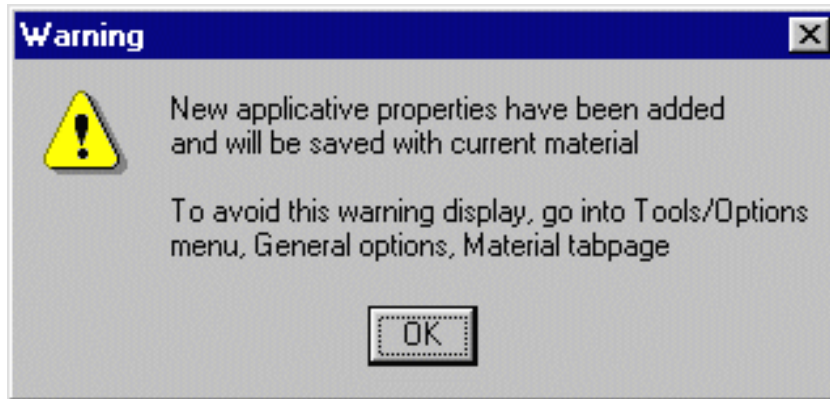 Warning
New applicative properties have been added
and will be saved with current material
To avoid this warning display, go into Tools/Options
menu, General options, Material tabpage
OK